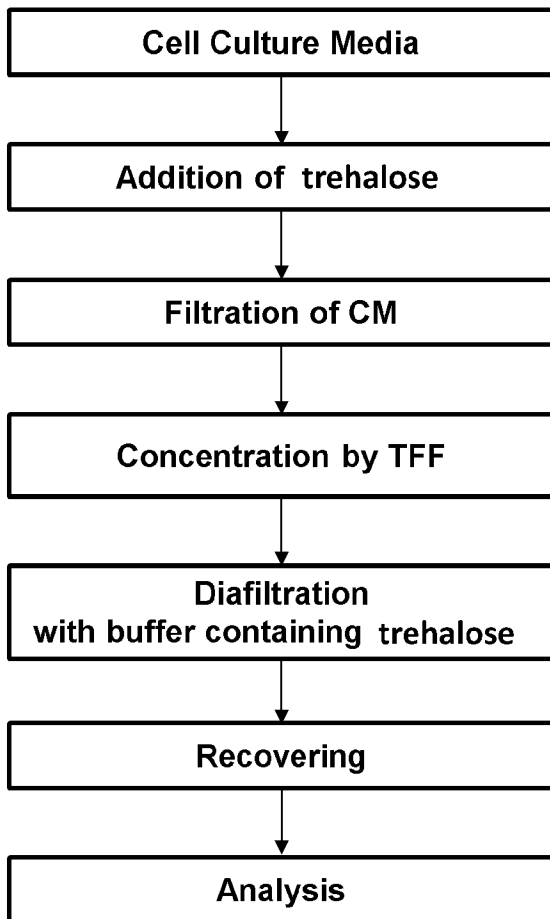 Cell Culture Media
Addition of trehalose
Filtration of CM
Concentration by TFF
Diafiltration
with buffer containing trehalose
Recovering
Analysis